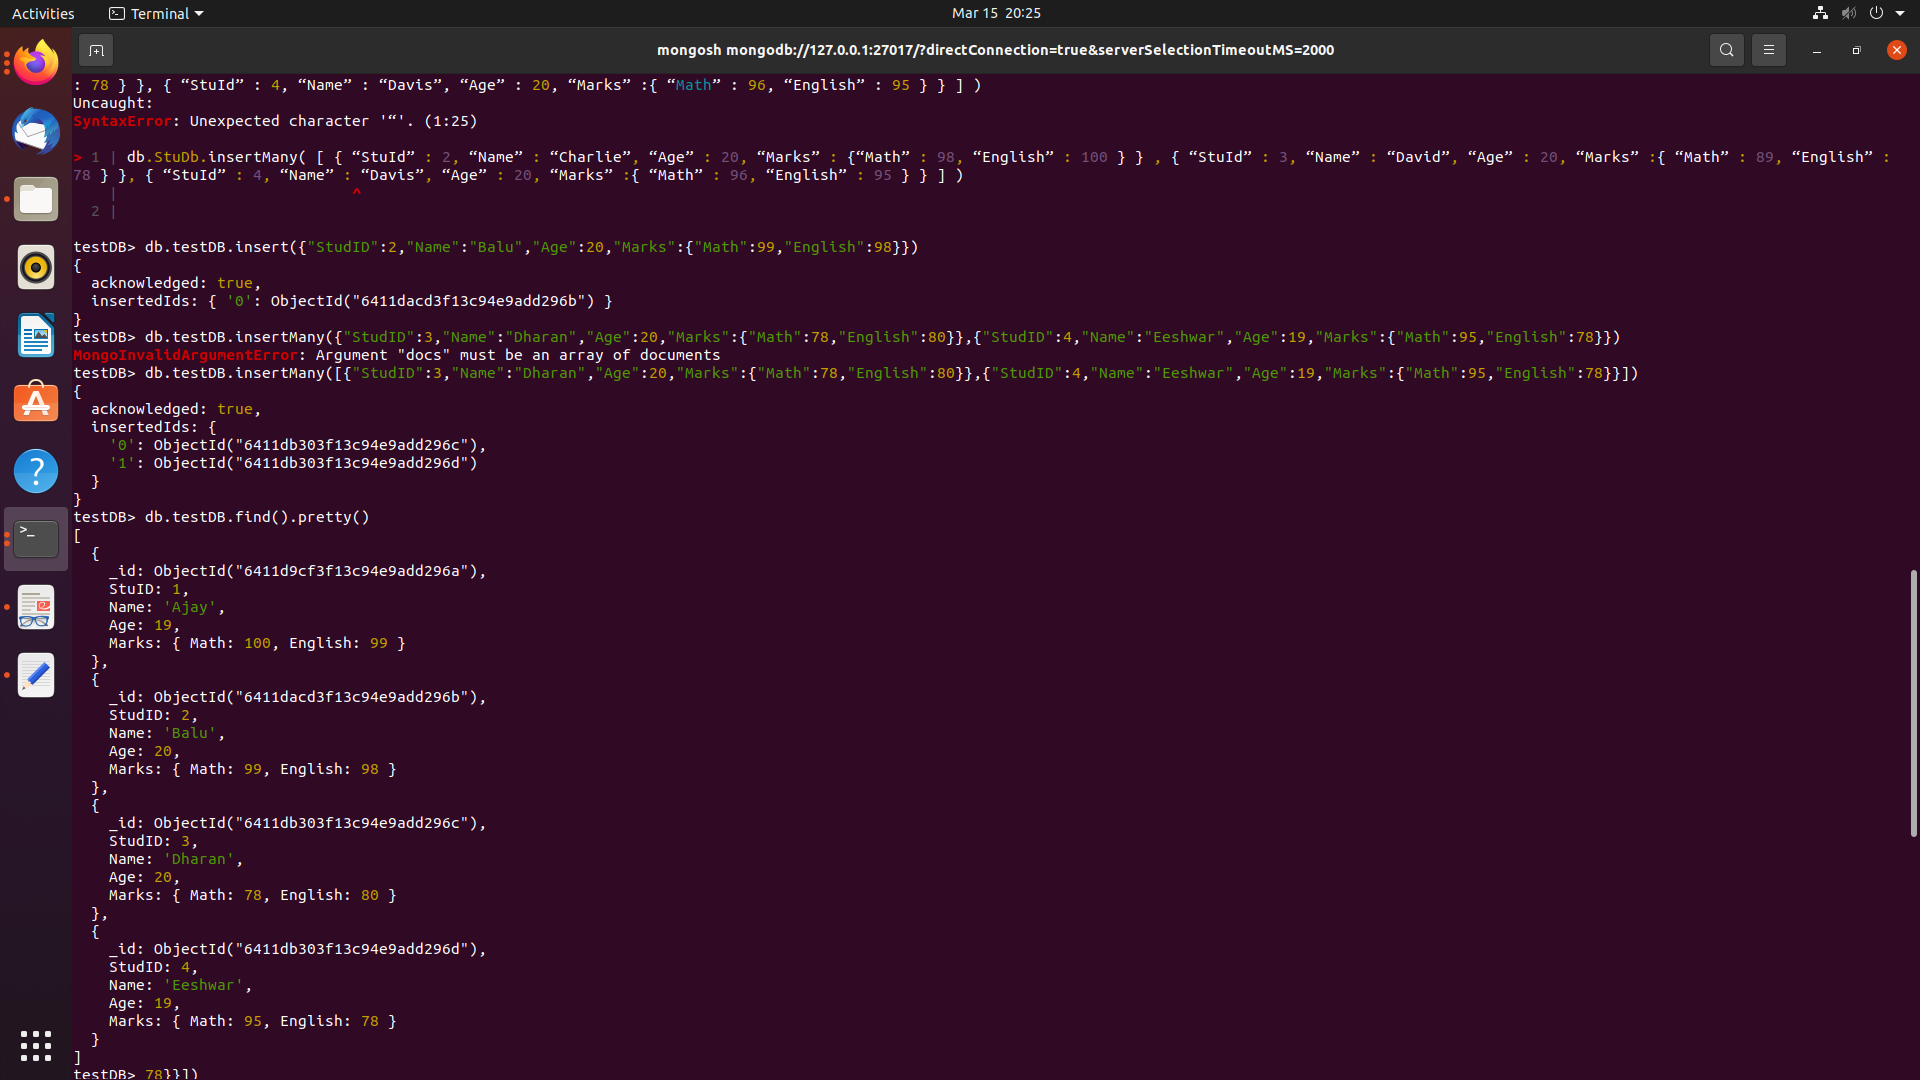 Activities
Terminal
Mar 15 20:25
mongosh mongodb://127.0.0.1:27017/?directConnection=true&serverSelectionTimeoutMS=2000
: 78 } }, { “StuId” : 4, “Name” : “Davis”, “Age” : 20, “Marks” :{ “Math” : 96, “English” : 95 } } ] )
Uncaught:
SyntaxError: Unexpected character '“'. (1:25)
> 1 | db.StuDb.insertMany( [ { “StuId” : 2, “Name” : “Charlie”, “Age” : 20, “Marks” : {“Math” : 98, “English” : 100 } } , { “StuId” : 3, “Name” : “David”, “Age” : 20, “Marks” :{ “Math” : 89, “English” :
78 } }, { “StuId” : 4, “Name” : “Davis”, “Age” : 20, “Marks” :{ “Math” : 96, “English” : 95 } } ] )
| ^
2 |
testDB> db.testDB.insert({"StudID":2,"Name":"Balu","Age":20,"Marks":{"Math":99,"English":98}})
{
acknowledged: true,
insertedIds: { '0': ObjectId("6411dacd3f13c94e9add296b") }
}
testDB> db.testDB.insertMany({"StudID":3,"Name":"Dharan","Age":20,"Marks":{"Math":78,"English":80}},{"StudID":4,"Name":"Eeshwar","Age":19,"Marks":{"Math":95,"English":78}})
MongoInvalidArgumentError: Argument "docs" must be an array of documents
testDB> db.testDB.insertMany([{"StudID":3,"Name":"Dharan","Age":20,"Marks":{"Math":78,"English":80}},{"StudID":4,"Name":"Eeshwar","Age":19,"Marks":{"Math":95,"English":78}}])
{
acknowledged: true,
insertedIds: {
'0': ObjectId("6411db303f13c94e9add296c"),
'1': ObjectId("6411db303f13c94e9add296d")
}
}
testDB> db.testDB.find().pretty()
[
{
_id: ObjectId("6411d9cf3f13c94e9add296a"),
StuID: 1,
Name: 'Ajay',
Age: 19,
Marks: { Math: 100, English: 99 }
},
{
_id: ObjectId("6411dacd3f13c94e9add296b"),
StudID: 2,
Name: 'Balu',
Age: 20,
Marks: { Math: 99, English: 98 }
},
{
_id: ObjectId("6411db303f13c94e9add296c"),
StudID: 3,
Name: 'Dharan',
Age: 20,
Marks: { Math: 78, English: 80 }
},
{
_id: ObjectId("6411db303f13c94e9add296d"),
StudID: 4,
Name: 'Eeshwar',
Age: 19,
Marks: { Math: 95, English: 78 }
}
]
testDB> 78}}])